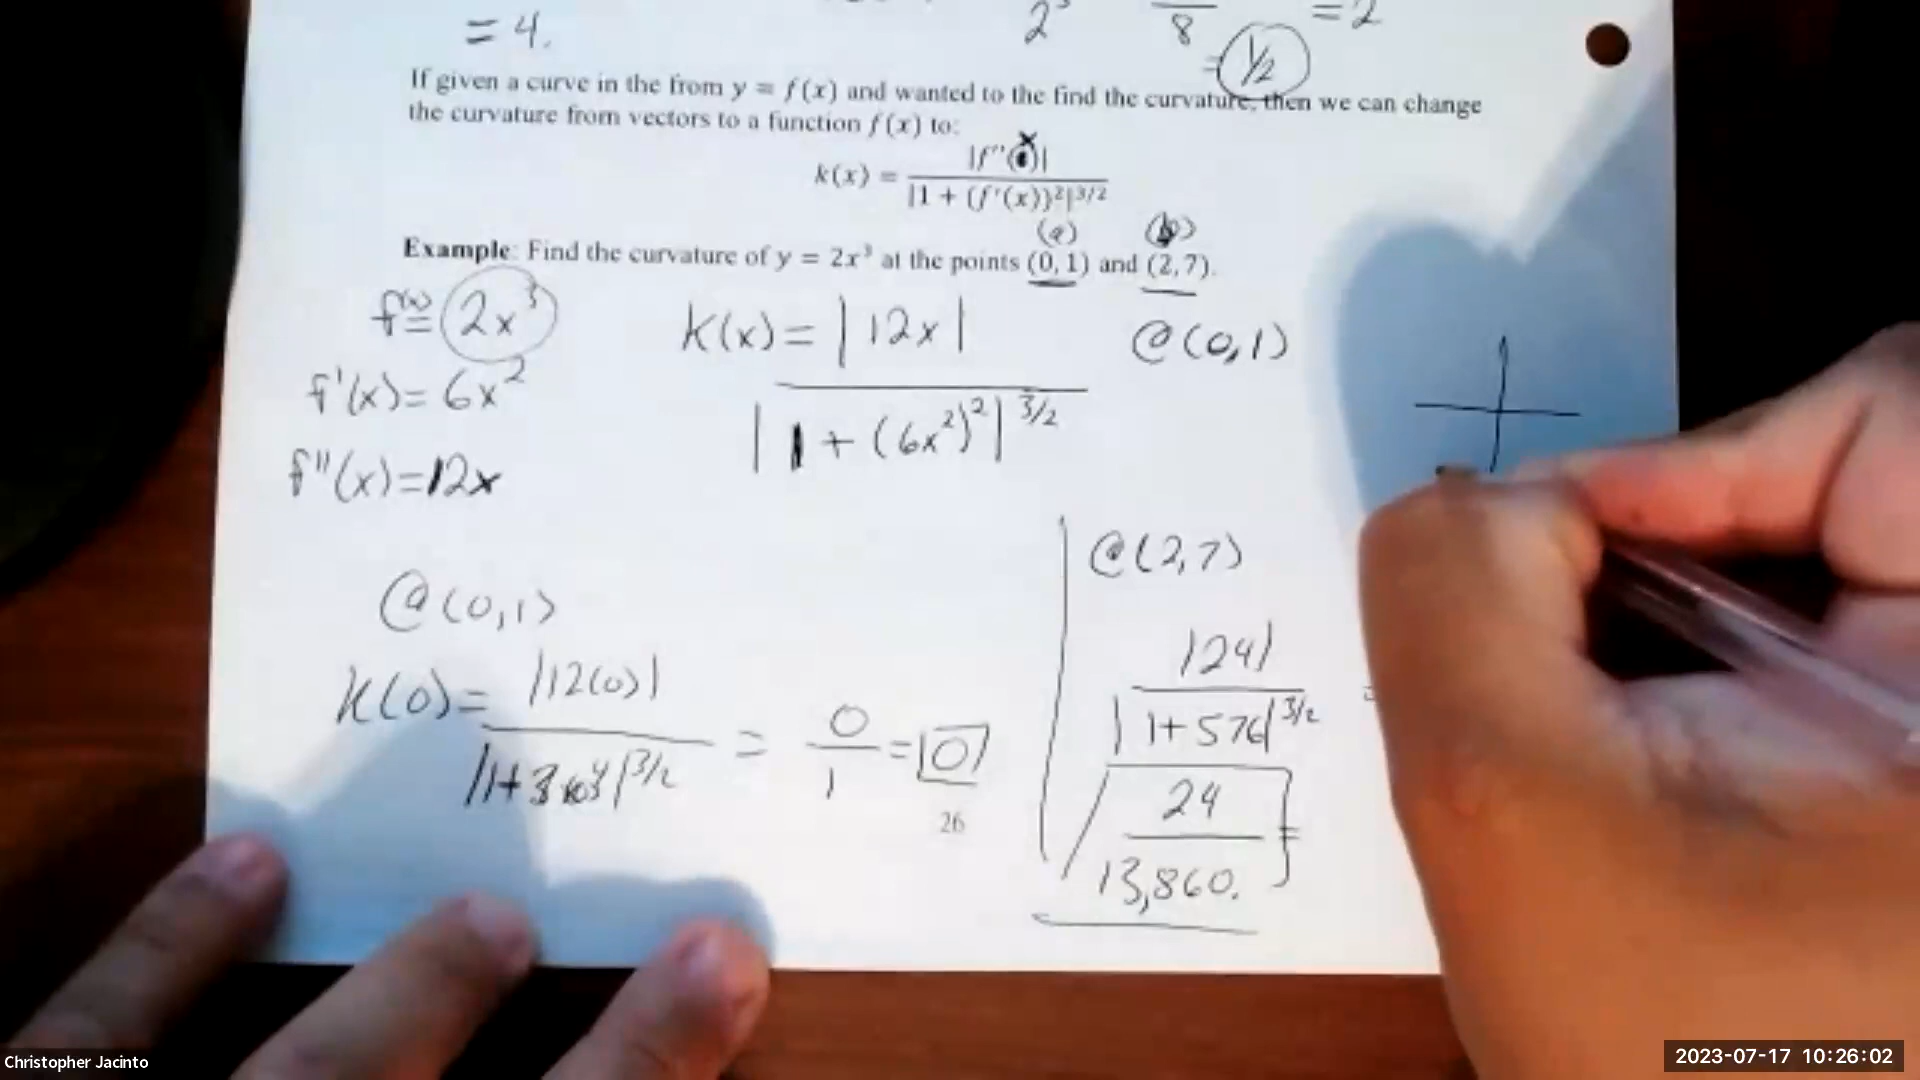 = 4.
2³
8
= 2
= 1/2
If given a curve in the from y = f(x) and wanted to the find the curvature, then we can change
the curvature from vectors to a function f(x) to:
k(x) = |f''(x)| / |1 + (f'(x))²|^3/2
(a) (b)
Example: Find the curvature of y = 2x³ at the points (0, 1) and (2, 7).
f(x) = 2x³
K(x) = |12x| / |1 + (6x²)²|^3/2
@(0,1)
f'(x) = 6x²
f''(x) = 12x
@(2,7)
@(0,1)
|24| / |1+576|^3/2 =
K(0) = |12(0)| / |1+3 |^3/2 = 0/1 = 0
24 / 13,860. =
26
Christopher Jacinto
2023-07-17 10:26:02